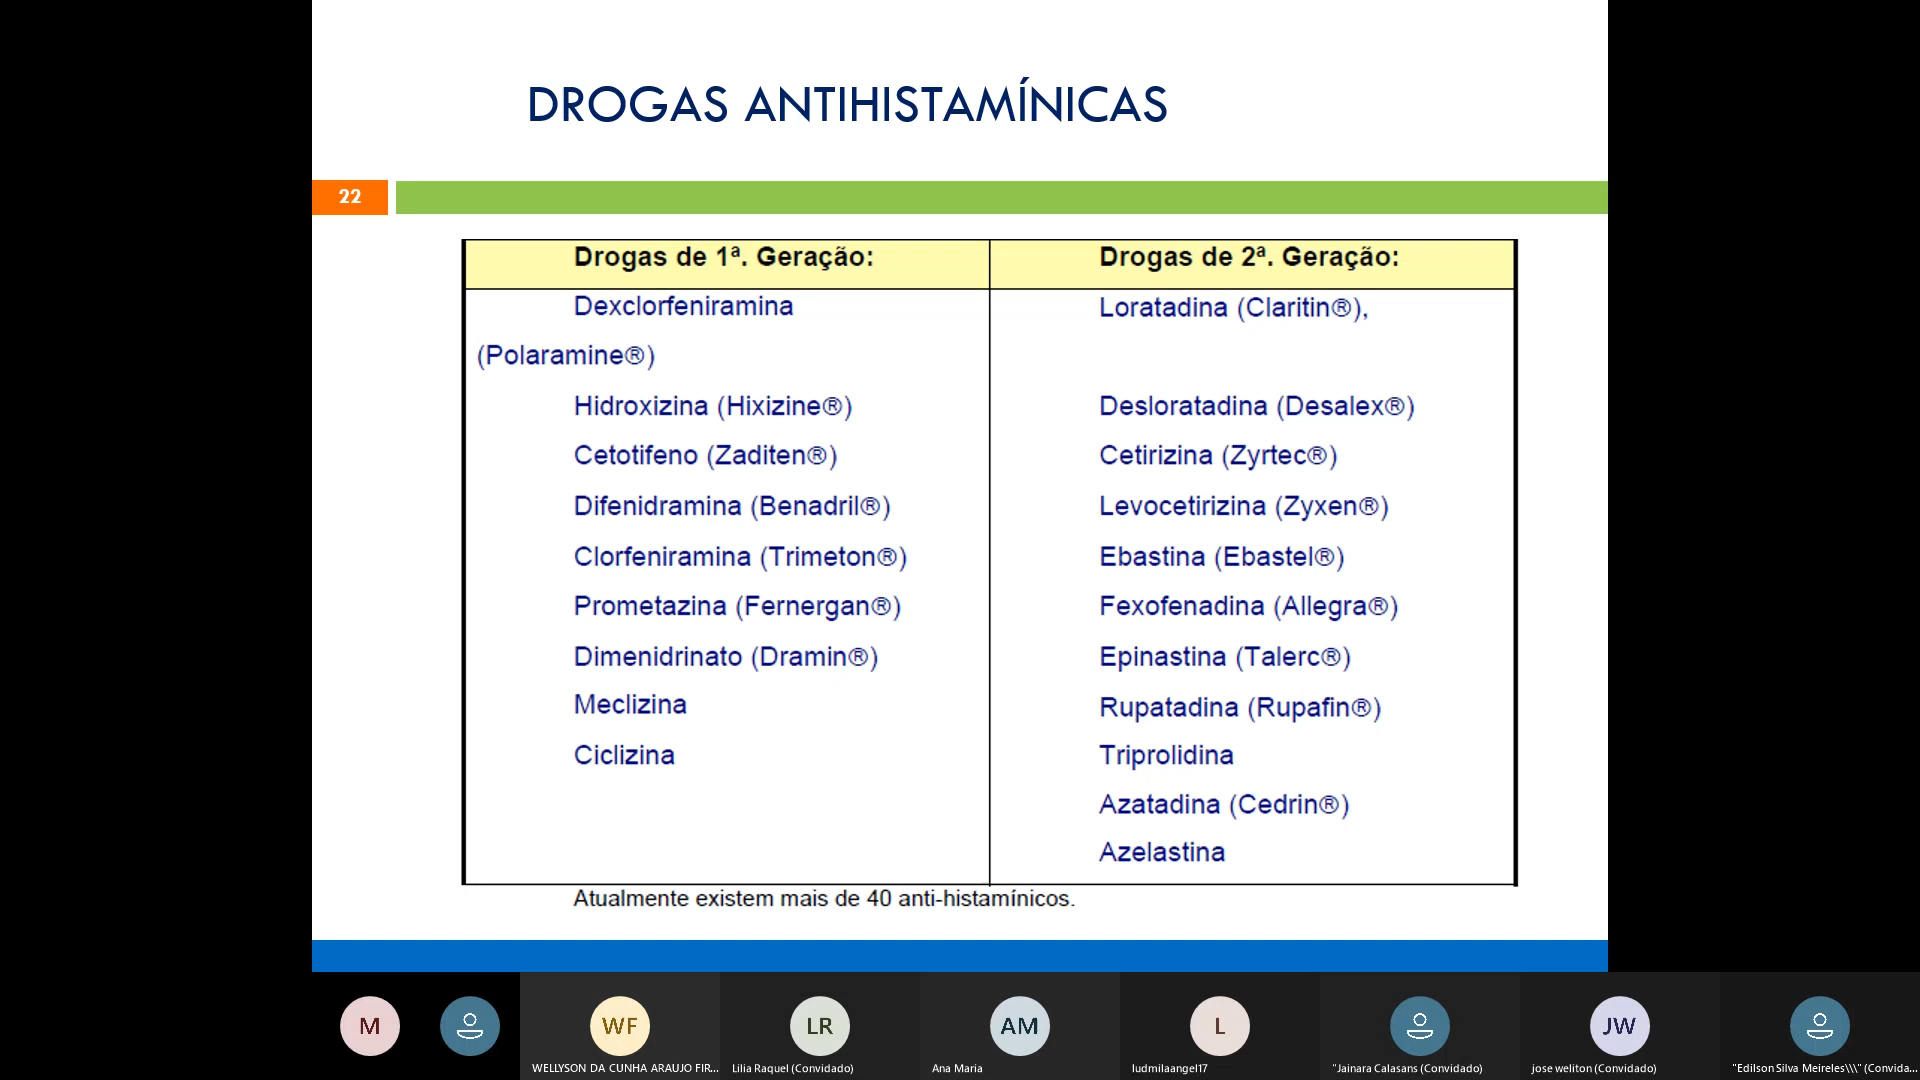 DROGAS ANTIHISTAMÍNICAS
22
Drogas de 1ª. Geração:
Dexclorfeniramina
(Polaramine®)
Hidroxizina (Hixizine®)
Cetotifeno (Zaditen®)
Difenidramina (Benadril®)
Clorfeniramina (Trimeton®)
Prometazina (Fernergan®)
Dimenidrinato (Dramin®)
Meclizina
Ciclizina
Drogas de 2ª. Geração:
Loratadina (Claritin®),
Desloratadina (Desalex®)
Cetirizina (Zyrtec®)
Levocetirizina (Zyxen®)
Ebastina (Ebastel®)
Fexofenadina (Allegra®)
Epinastina (Talerc®)
Rupatadina (Rupafin®)
Triprolidina
Azatadina (Cedrin®)
Azelastina
Atualmente existem mais de 40 anti-histamínicos.
M
WF
WELLYSON DA CUNHA ARAUJO FIR...
LR
Lilia Raquel (Convidado)
AM
Ana Maria
L
ludmilaangel17
"Jainara Calasans (Convidado)
JW
jose weliton (Convidado)
"Edilson Silva Meireles\\\" (Convida...